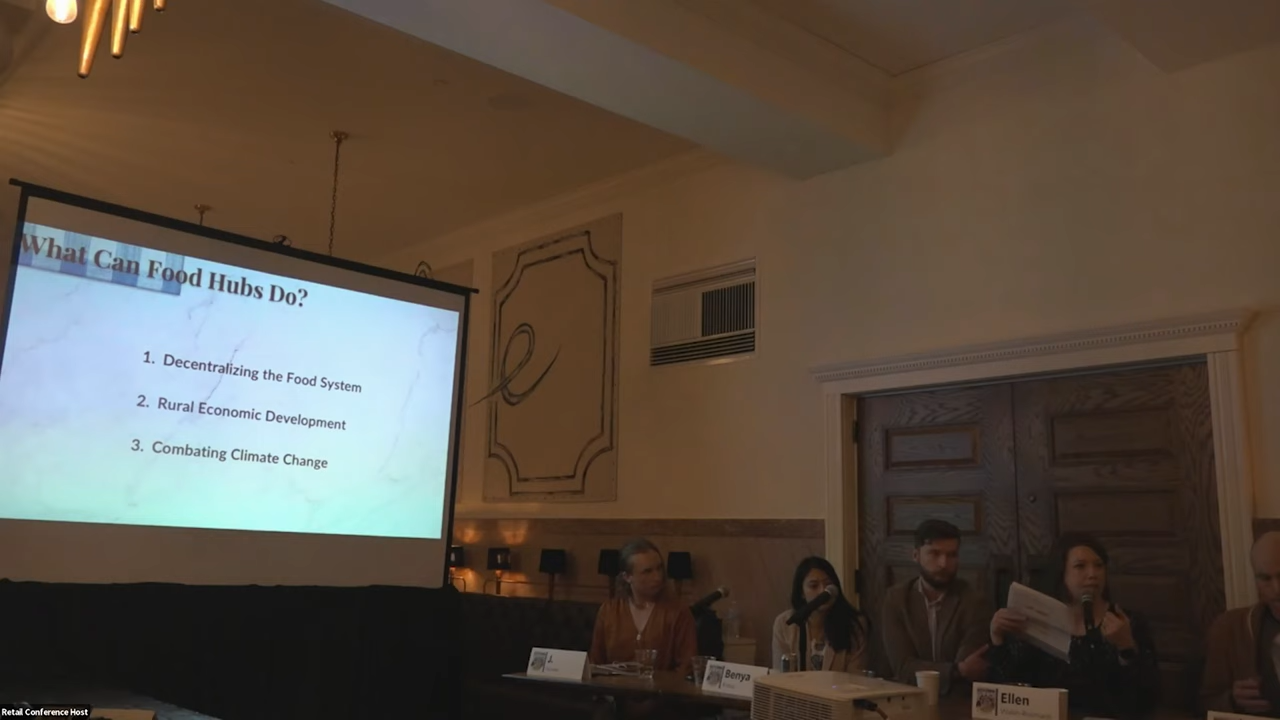 What Can Food Hubs Do?
1. Decentralizing the Food System
2. Rural Economic Development
3. Combating Climate Change
e
Benya
Ellen
Retail Conference Host